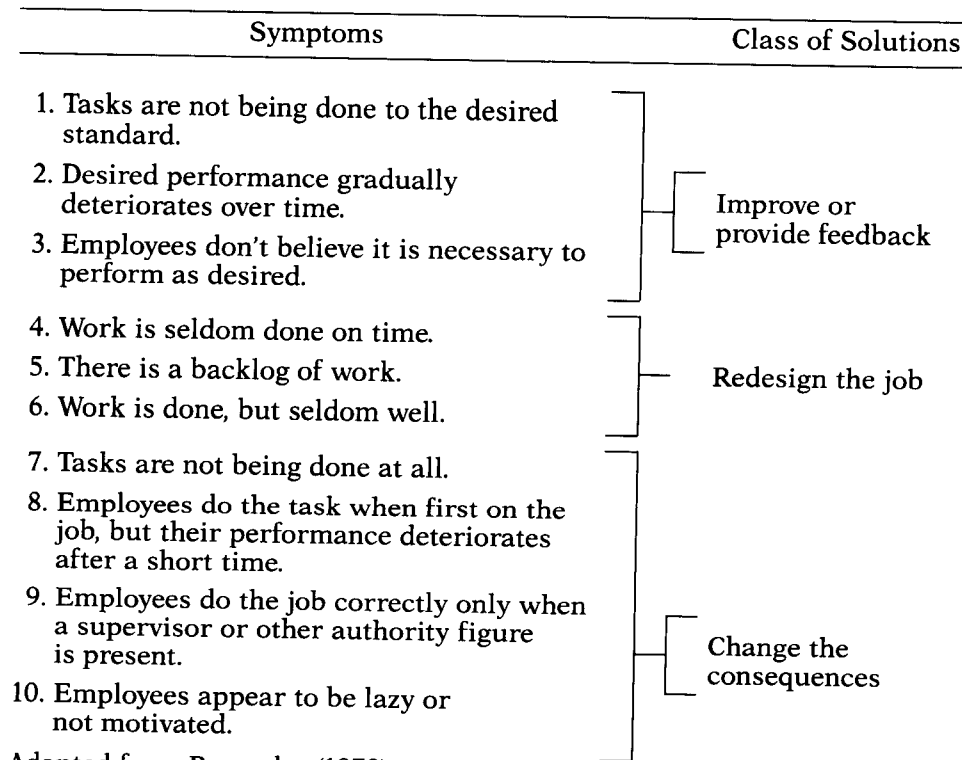 Symptoms Class of Solutions
1. Tasks are not being done to the desired
standard.
2. Desired performance gradually
deteriorates over time.
3. Employees don't believe it is necessary to
perform as desired.
Improve or
provide feedback
4. Work is seldom done on time.
5. There is a backlog of work.
6. Work is done, but seldom well.
Redesign the job
7. Tasks are not being done at all.
8. Employees do the task when first on the
job, but their performance deteriorates
after a short time.
9. Employees do the job correctly only when
a supervisor or other authority figure
is present.
10. Employees appear to be lazy or
not motivated.
Change the
consequences
Adapted from